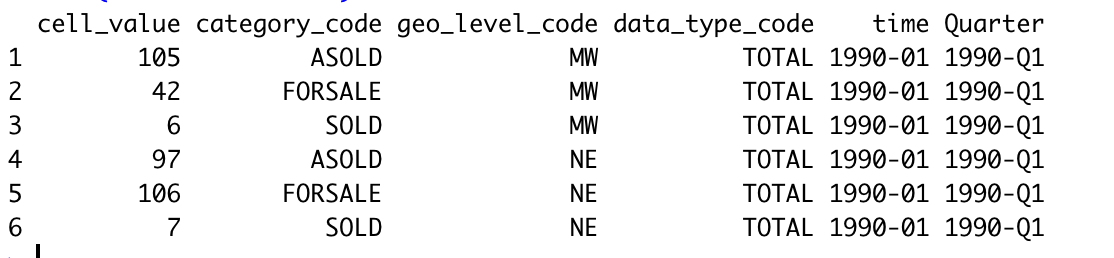 cell_value category_code geo_level_code data_type_code time Quarter
1 105 ASOLD MW TOTAL 1990-01 1990-Q1
2 42 FORSALE MW TOTAL 1990-01 1990-Q1
3 6 SOLD MW TOTAL 1990-01 1990-Q1
4 97 ASOLD NE TOTAL 1990-01 1990-Q1
5 106 FORSALE NE TOTAL 1990-01 1990-Q1
6 7 SOLD NE TOTAL 1990-01 1990-Q1